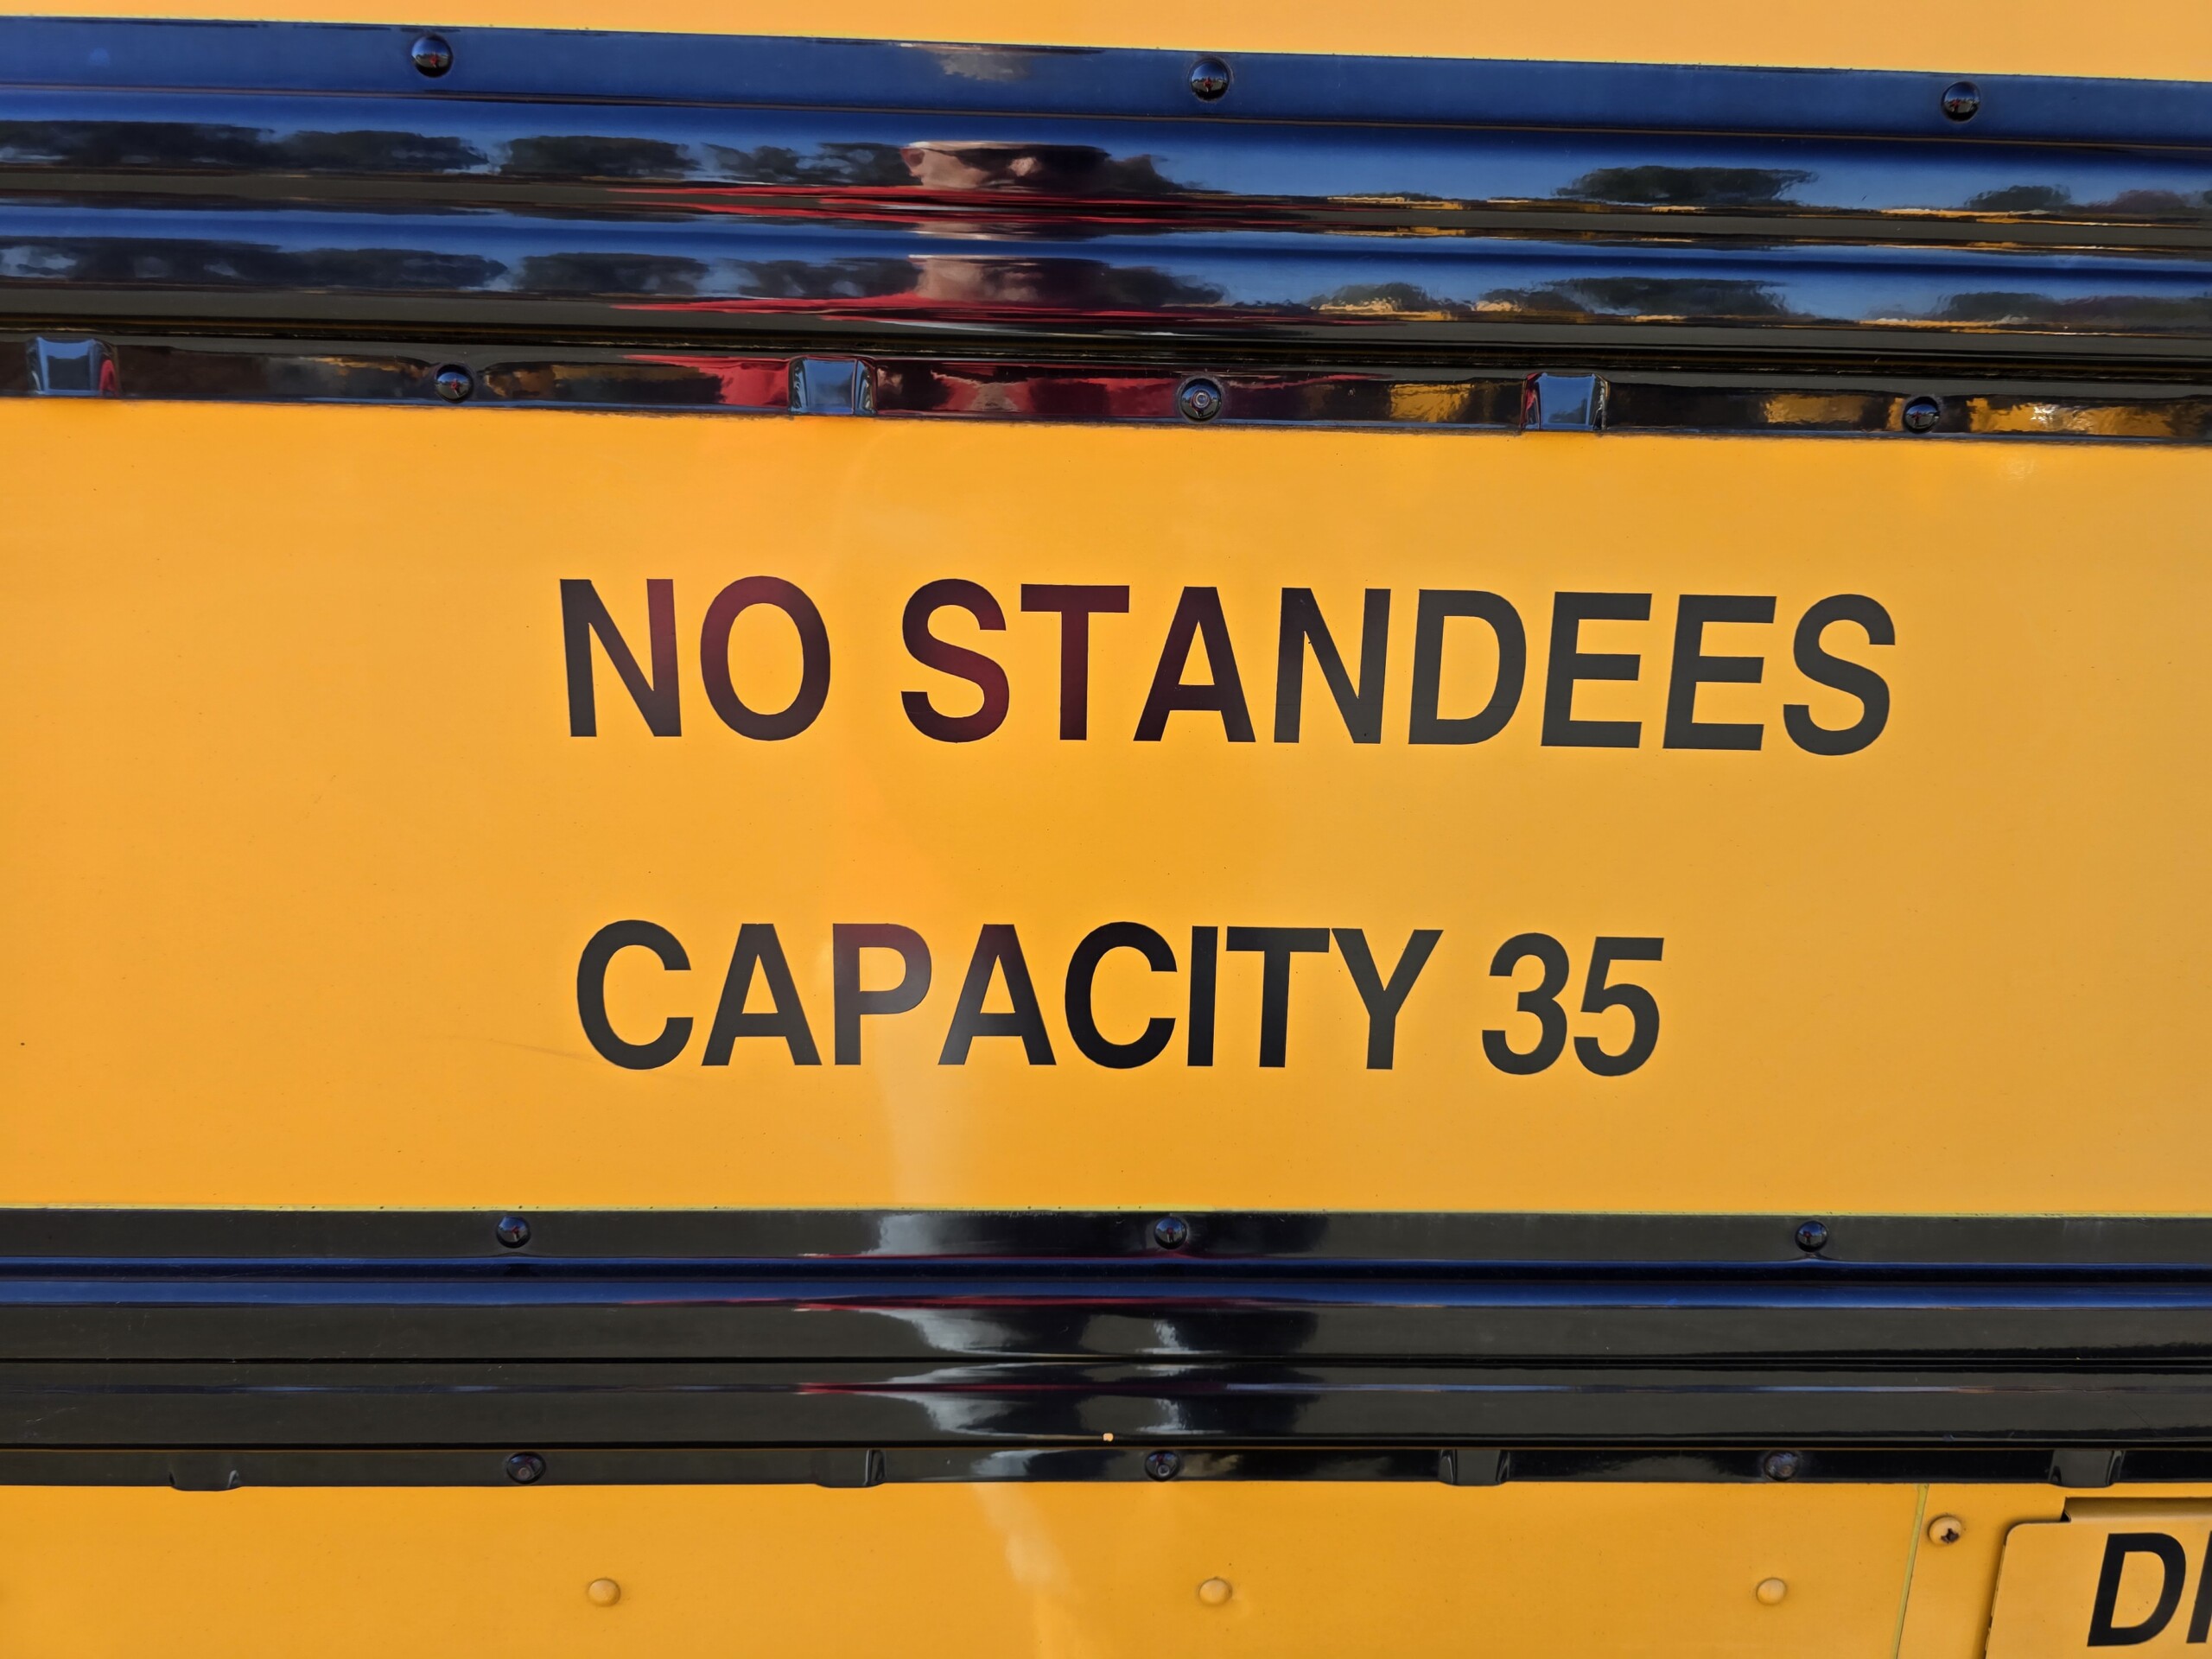 NO STANDEES
CAPACITY 35